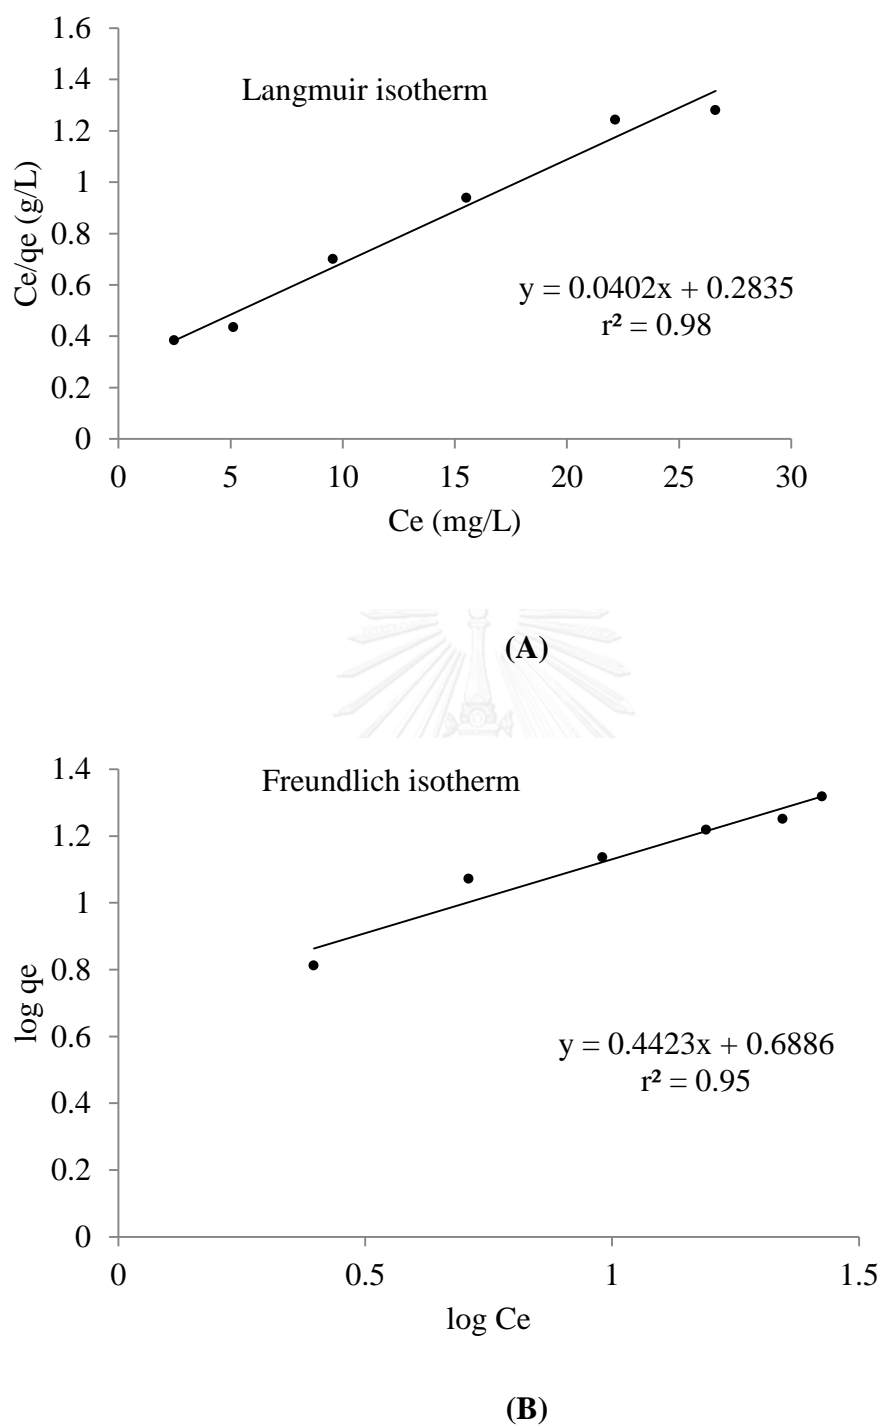 1.6
1.4
1.2
1
0.8
0.6
0.4
0.2
0
Ce/qe (g/L)
Langmuir isotherm
y = 0.0402x + 0.2835
r² = 0.98
0 5 10 15 20 25 30
Ce (mg/L)
(A)
1.4
1.2
1
0.8
0.6
0.4
0.2
0
log qe
Freundlich isotherm
y = 0.4423x + 0.6886
r² = 0.95
0 0.5 1 1.5
log Ce
(B)